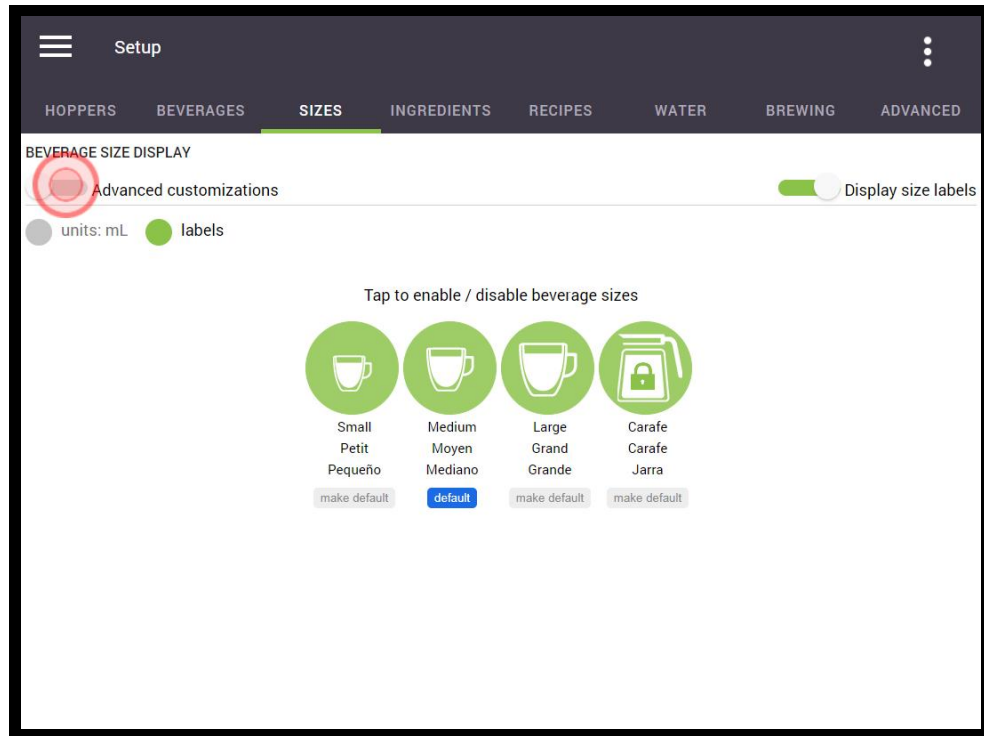 Setup
HOPPERS BEVERAGES SIZES INGREDIENTS RECIPES WATER BREWING ADVANCED
BEVERAGE SIZE DISPLAY
Advanced customizations Display size labels
units: mL labels
Tap to enable / disable beverage sizes
Small Medium Large Carafe
Petit Moyen Grand Carafe
Pequeño Mediano Grande Jarra
make default default make default make default